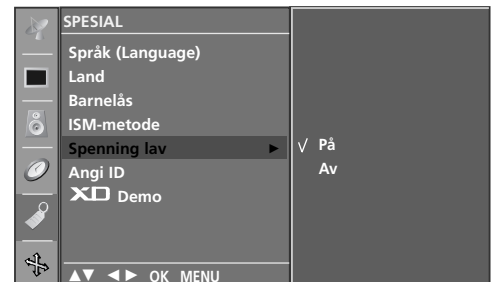 SPESIAL
Språk (Language)
Land
Barnelås
ISM-metode
Spenning lav ►
Angi ID
XD Demo
▲▼ ◄► OK MENU
√ På
Av